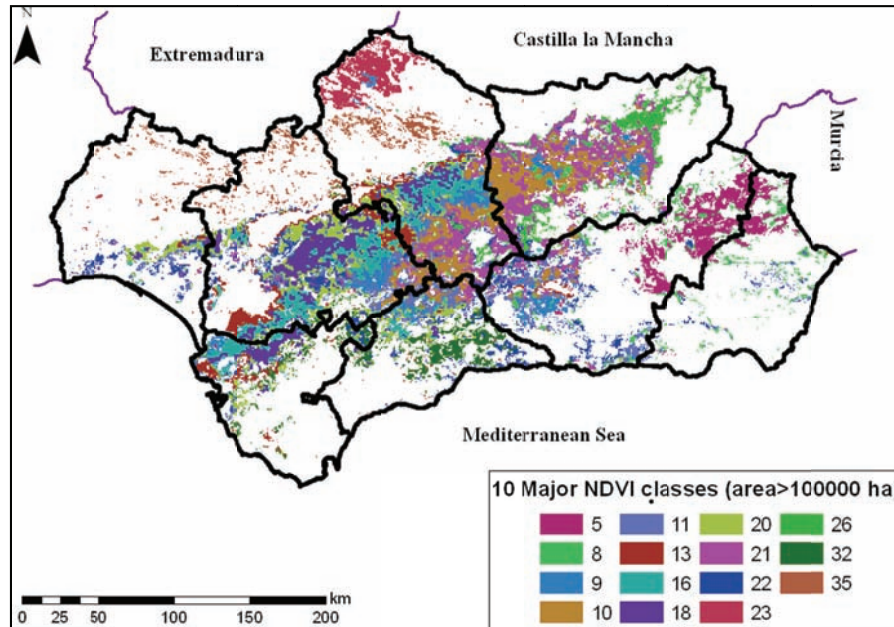 N
Extremadura
Castilla la Mancha
Murcia
Mediterranean Sea
10 Major NDVI classes (area>100000 ha
5 11 20 26
8 13 21 32
9 16 22 35
10 18 23
km
0 25 50 100 150 200